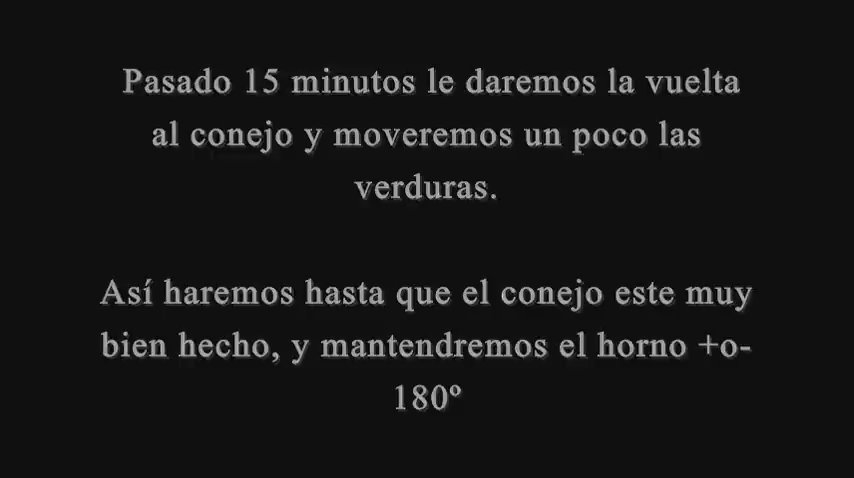 Pasado 15 minutos le daremos la vuelta
al conejo y moveremos un poco las
verduras.
Así haremos hasta que el conejo este muy
bien hecho, y mantendremos el horno +o-
180º